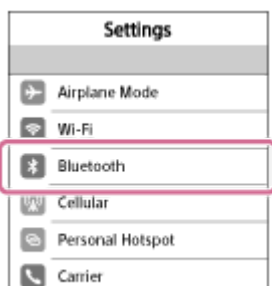 Settings
Airplane Mode
Wi-Fi
Bluetooth
Cellular
Personal Hotspot
Carrier